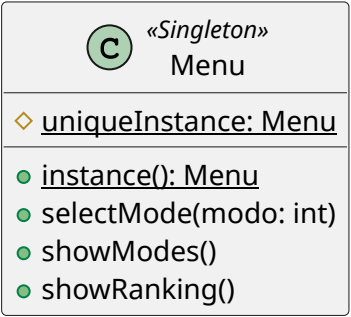 C
«Singleton»
Menu
uniqueInstance: Menu
instance(): Menu
selectMode(modo: int)
showModes()
showRanking()